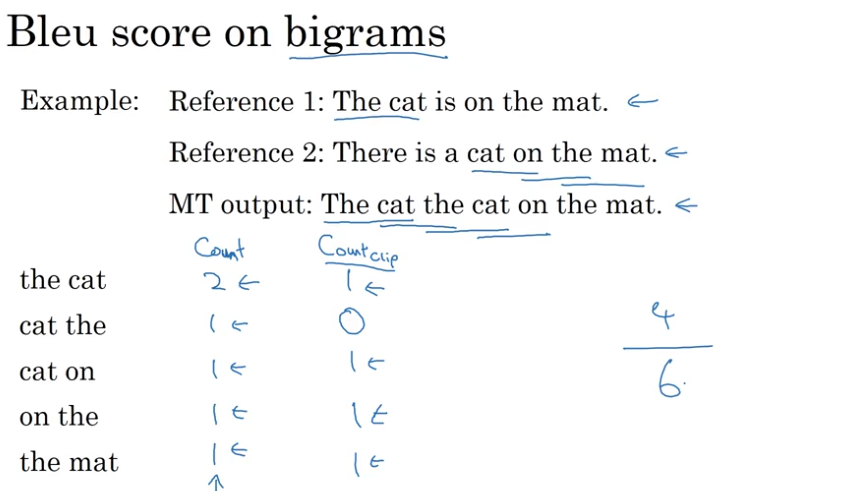 Bleu score on bigrams
Example: Reference 1: The cat is on the mat. ←
Reference 2: There is a cat on the mat. ←
MT output: The cat the cat on the mat. ←
Count Count clip
the cat 2 ← 1 ←
cat the 1 ← 0
cat on 1 ← 1 ←
on the 1 ← 1 ←
the mat 1 ← 1 ←
↑
4
6